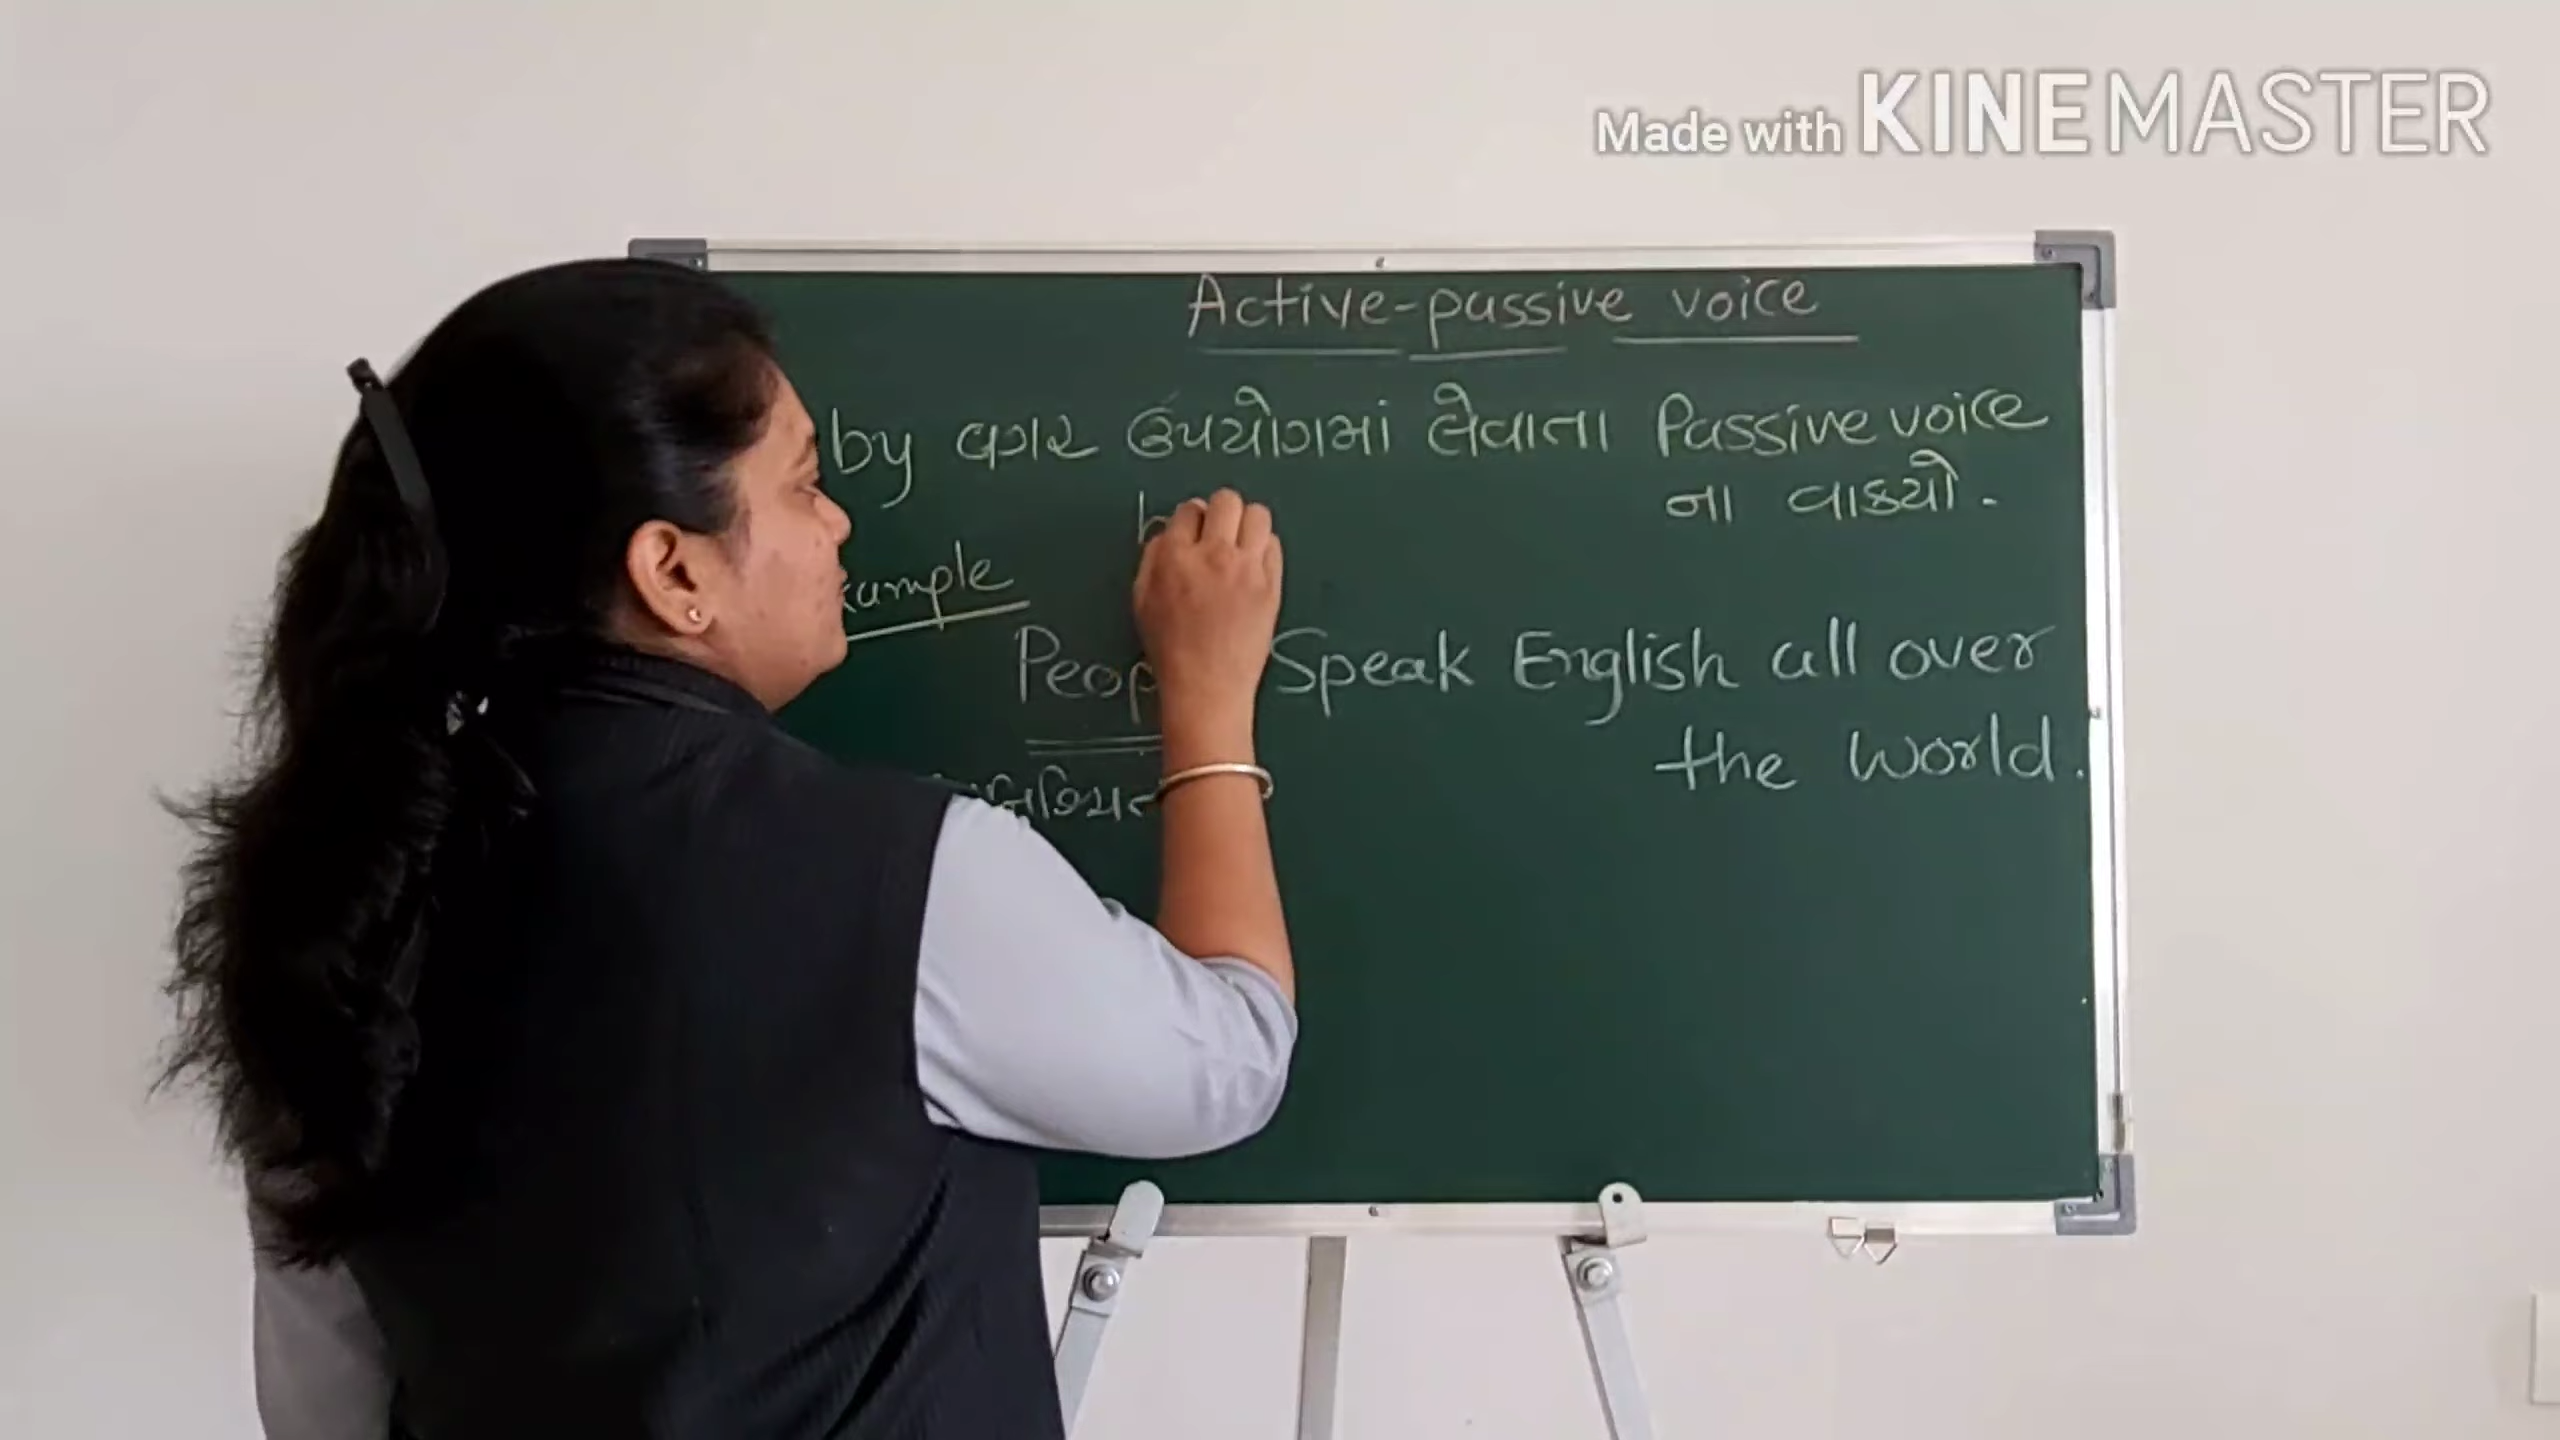 Made with KINEMASTER
Active-passive voice
by વગર ઉપયોગમાં લેવાતા Passive voice
ના વાક્યો.
xample
Peop Speak English all over
the world.